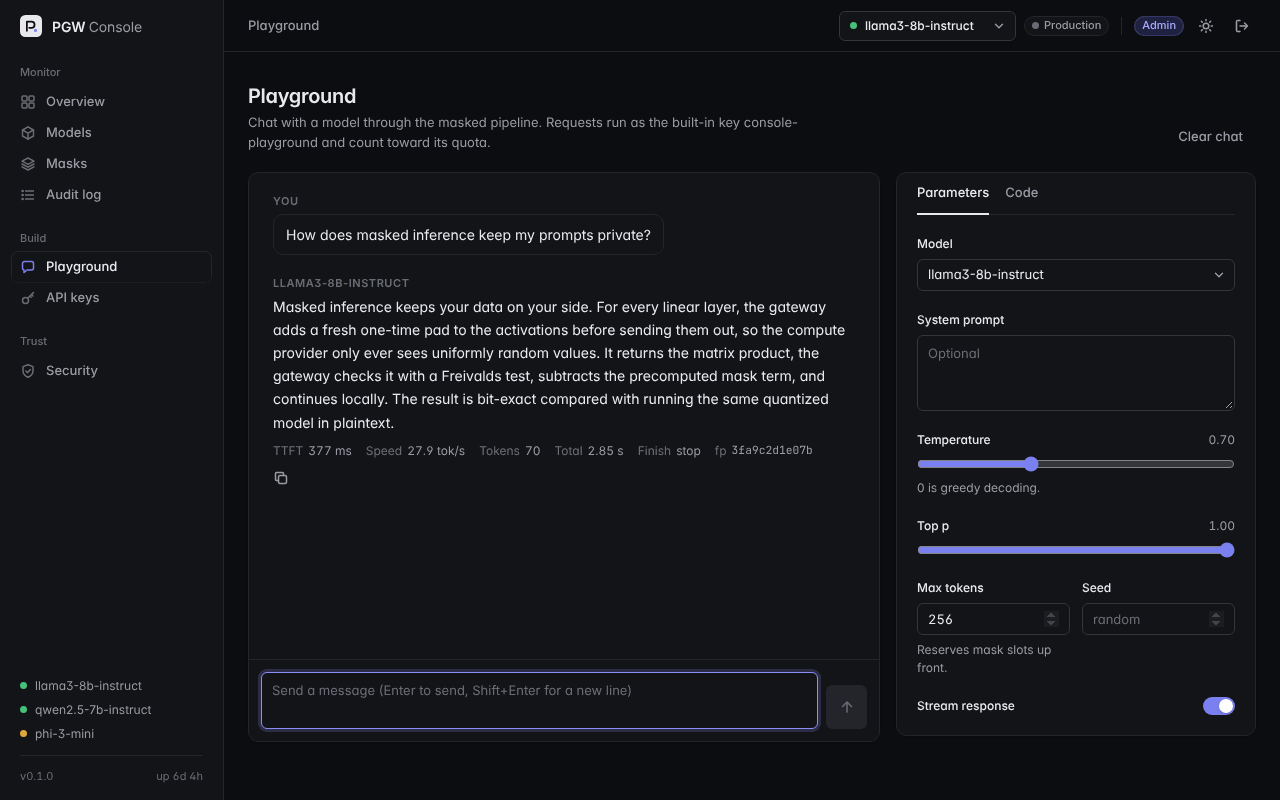 PGW Console
Monitor
Overview
Models
Masks
Audit log
Build
Playground
API keys
Trust
Security
llama3-8b-instruct
qwen2.5-7b-instruct
phi-3-mini
v0.1.0 up 6d 4h
Playground
llama3-8b-instruct
Production
Admin
Playground
Chat with a model through the masked pipeline. Requests run as the built-in key console-
playground and count toward its quota.
Clear chat
YOU
How does masked inference keep my prompts private?
LLAMA3-8B-INSTRUCT
Masked inference keeps your data on your side. For every linear layer, the gateway
adds a fresh one-time pad to the activations before sending them out, so the compute
provider only ever sees uniformly random values. It returns the matrix product, the
gateway checks it with a Freivalds test, subtracts the precomputed mask term, and
continues locally. The result is bit-exact compared with running the same quantized
model in plaintext.
TTFT 377 ms Speed 27.9 tok/s Tokens 70 Total 2.85 s Finish stop fp 3fa9c2d1e07b
Send a message (Enter to send, Shift+Enter for a new line)
Parameters Code
Model
llama3-8b-instruct
System prompt
Optional
Temperature 0.70
0 is greedy decoding.
Top p 1.00
Max tokens Seed
256 random
Reserves mask slots up
front.
Stream response